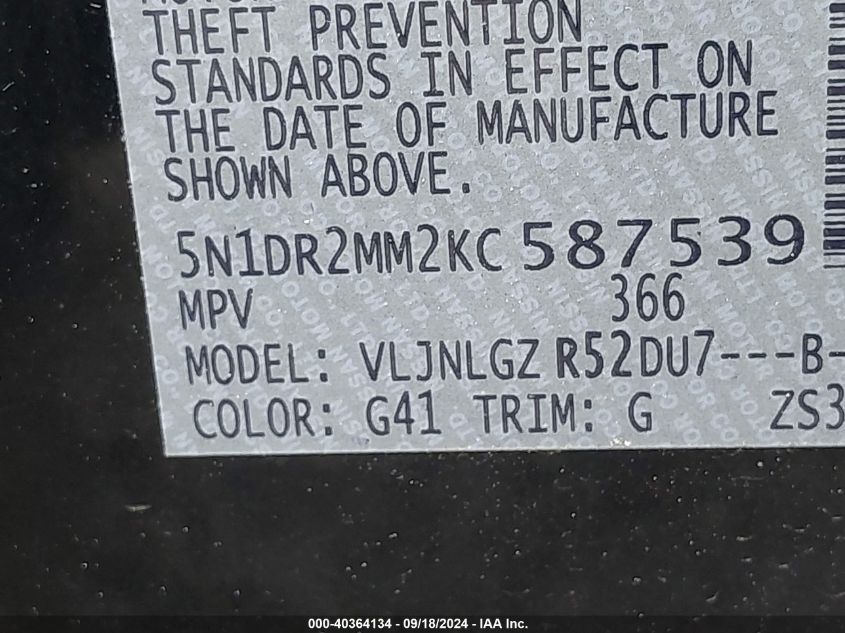 THEFT PREVENTION
STANDARDS IN EFFECT ON
THE DATE OF MANUFACTURE
SHOWN ABOVE.
5N1DR2MM2KC587539
MPV 366
MODEL: VLJNLGZ R52DU7---B-
COLOR: G41 TRIM: G ZS3
000-40364134 - 09/18/2024 - IAA Inc.